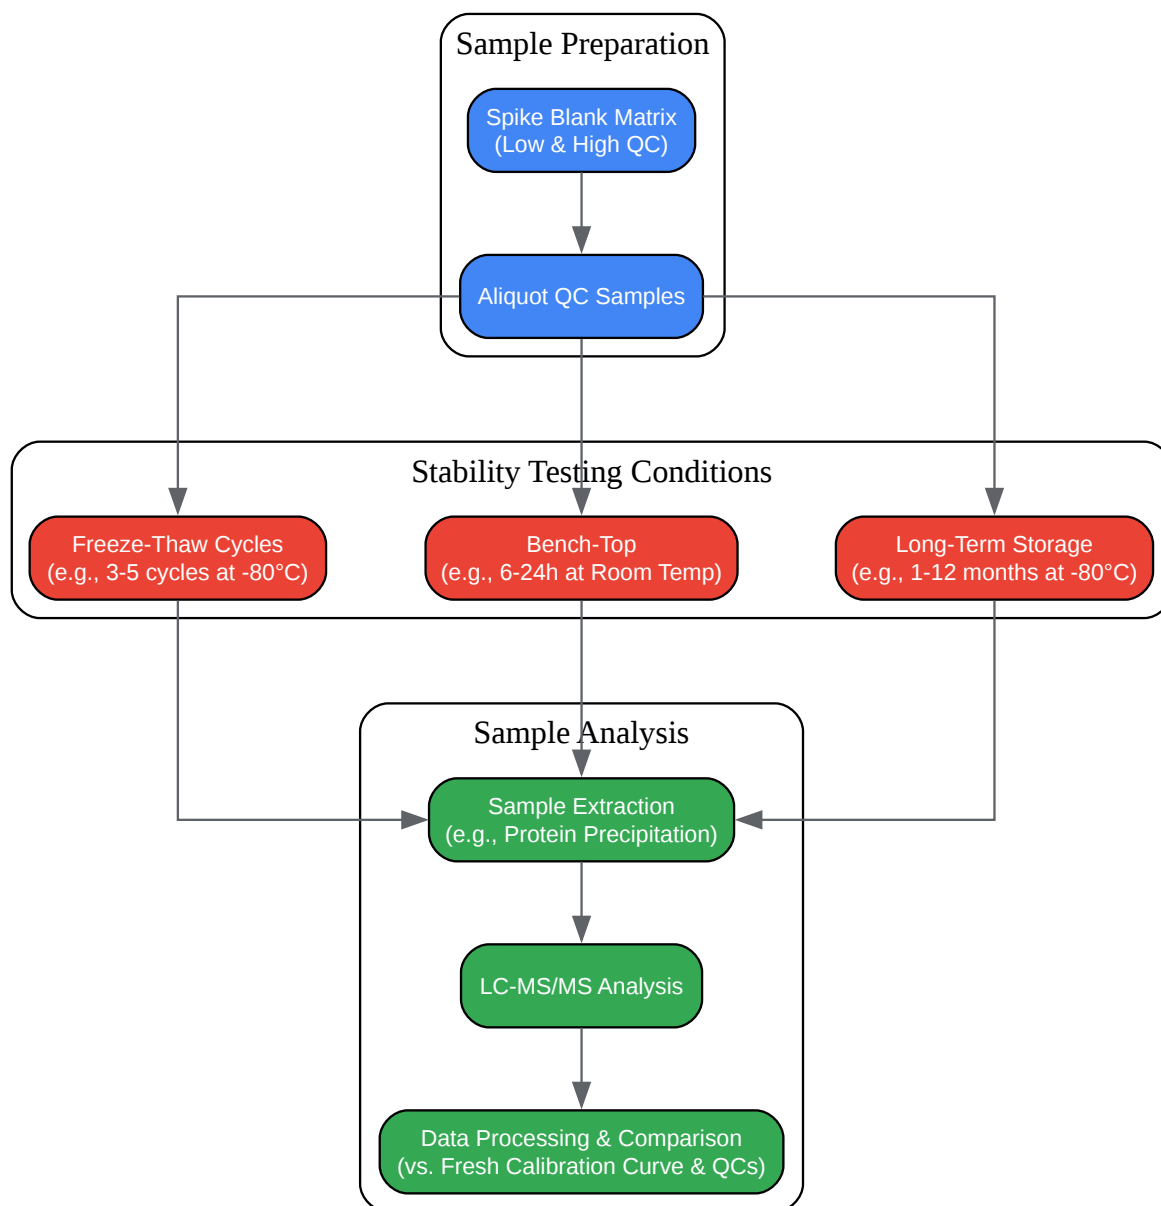 Sample Preparation
Spike Blank Matrix
(Low & High QC)
Aliquot QC Samples
Stability Testing Conditions
Freeze-Thaw Cycles
(e.g., 3-5 cycles at -80°C)
Bench-Top
(e.g., 6-24h at Room Temp)
Long-Term Storage
(e.g., 1-12 months at -80°C)
Sample Analysis
Sample Extraction
(e.g., Protein Precipitation)
LC-MS/MS Analysis
Data Processing & Comparison
(vs. Fresh Calibration Curve & QCs)